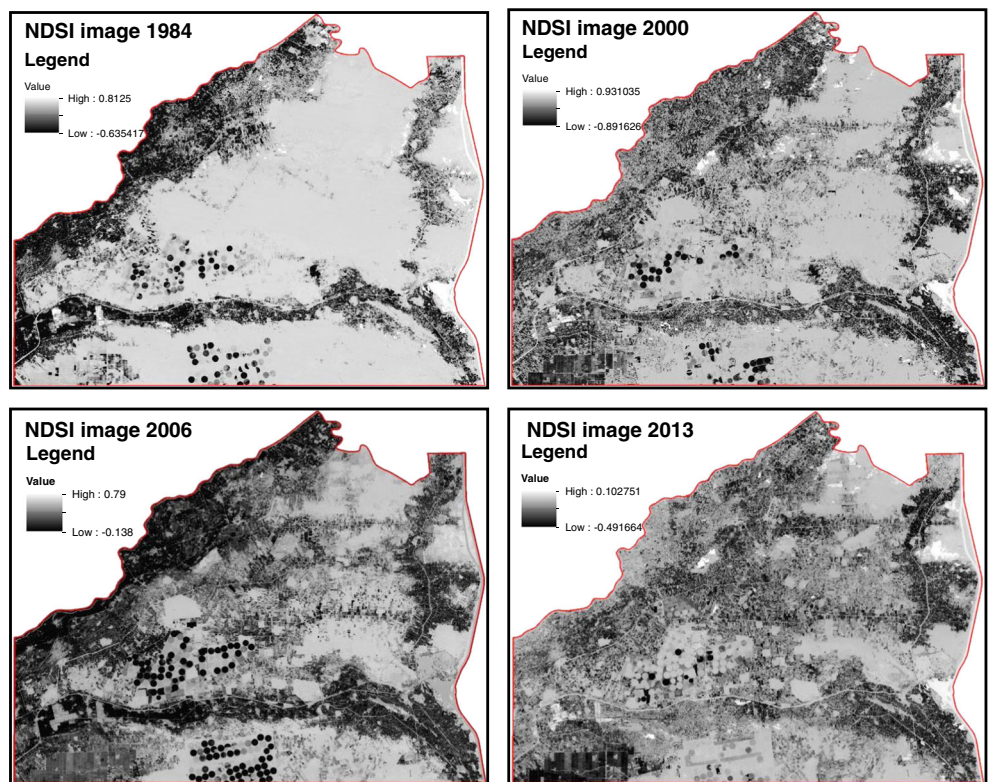 NDSI image 1984
Legend
Value
High : 0.8125
Low : -0.635417
NDSI image 2000
Legend
Value
High : 0.931035
Low : -0.891626
NDSI image 2006
Legend
Value
High : 0.79
Low : -0.138
NDSI image 2013
Legend
Value
High : 0.102751
Low : -0.491664